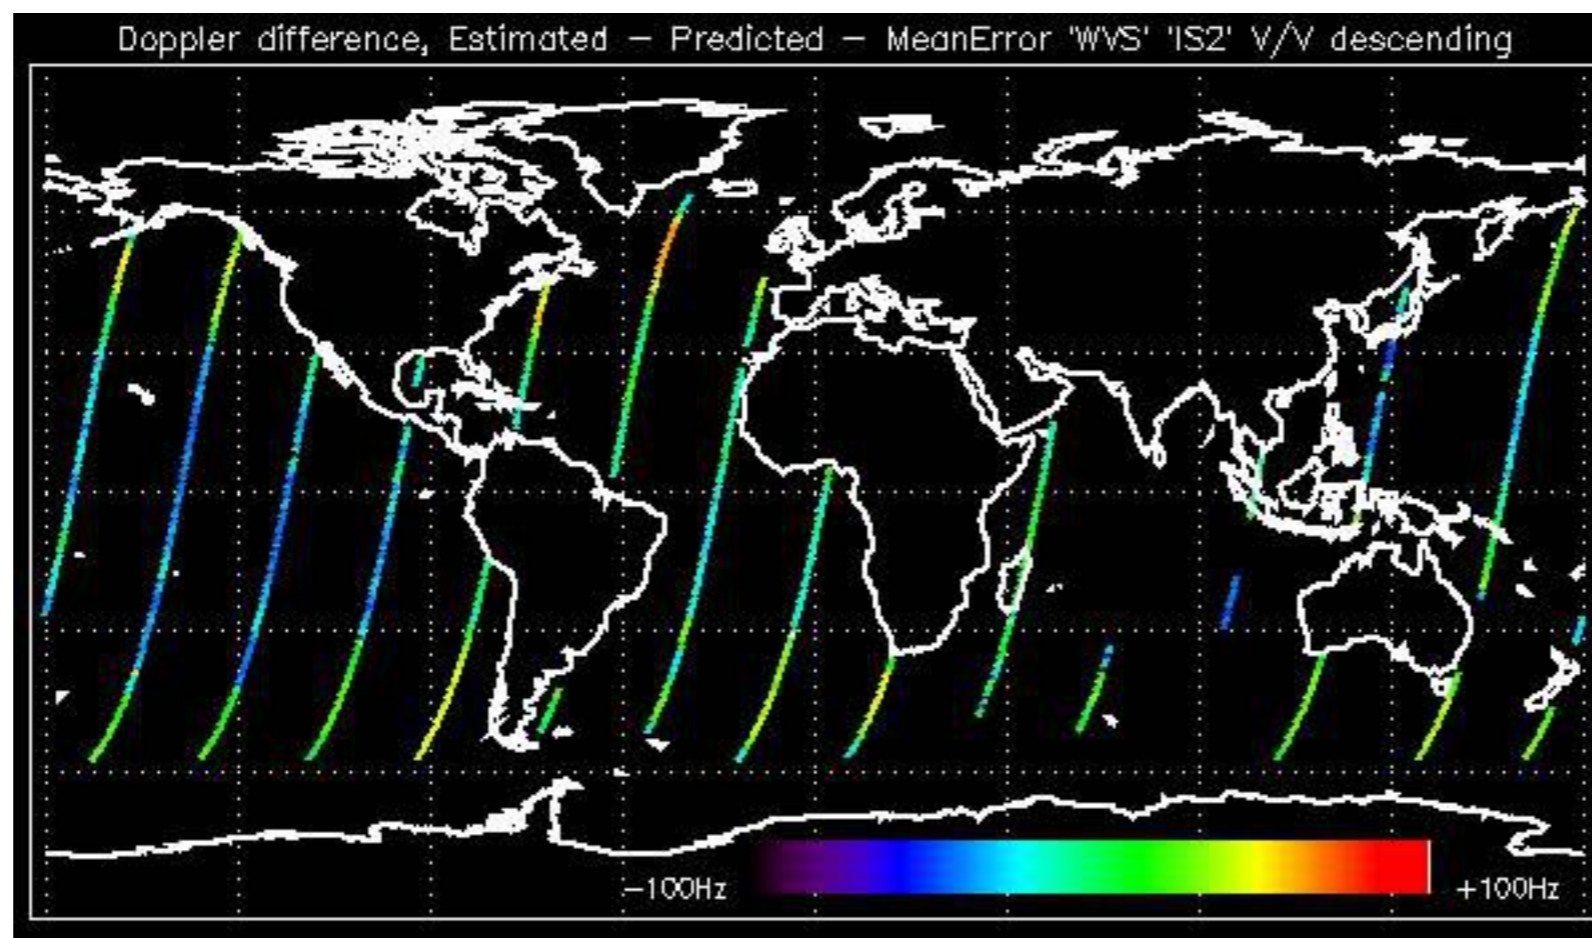 Doppler difference, Estimated – Predicted – MeanError 'WVS' 'IS2' V/V descending
–100Hz
+100Hz